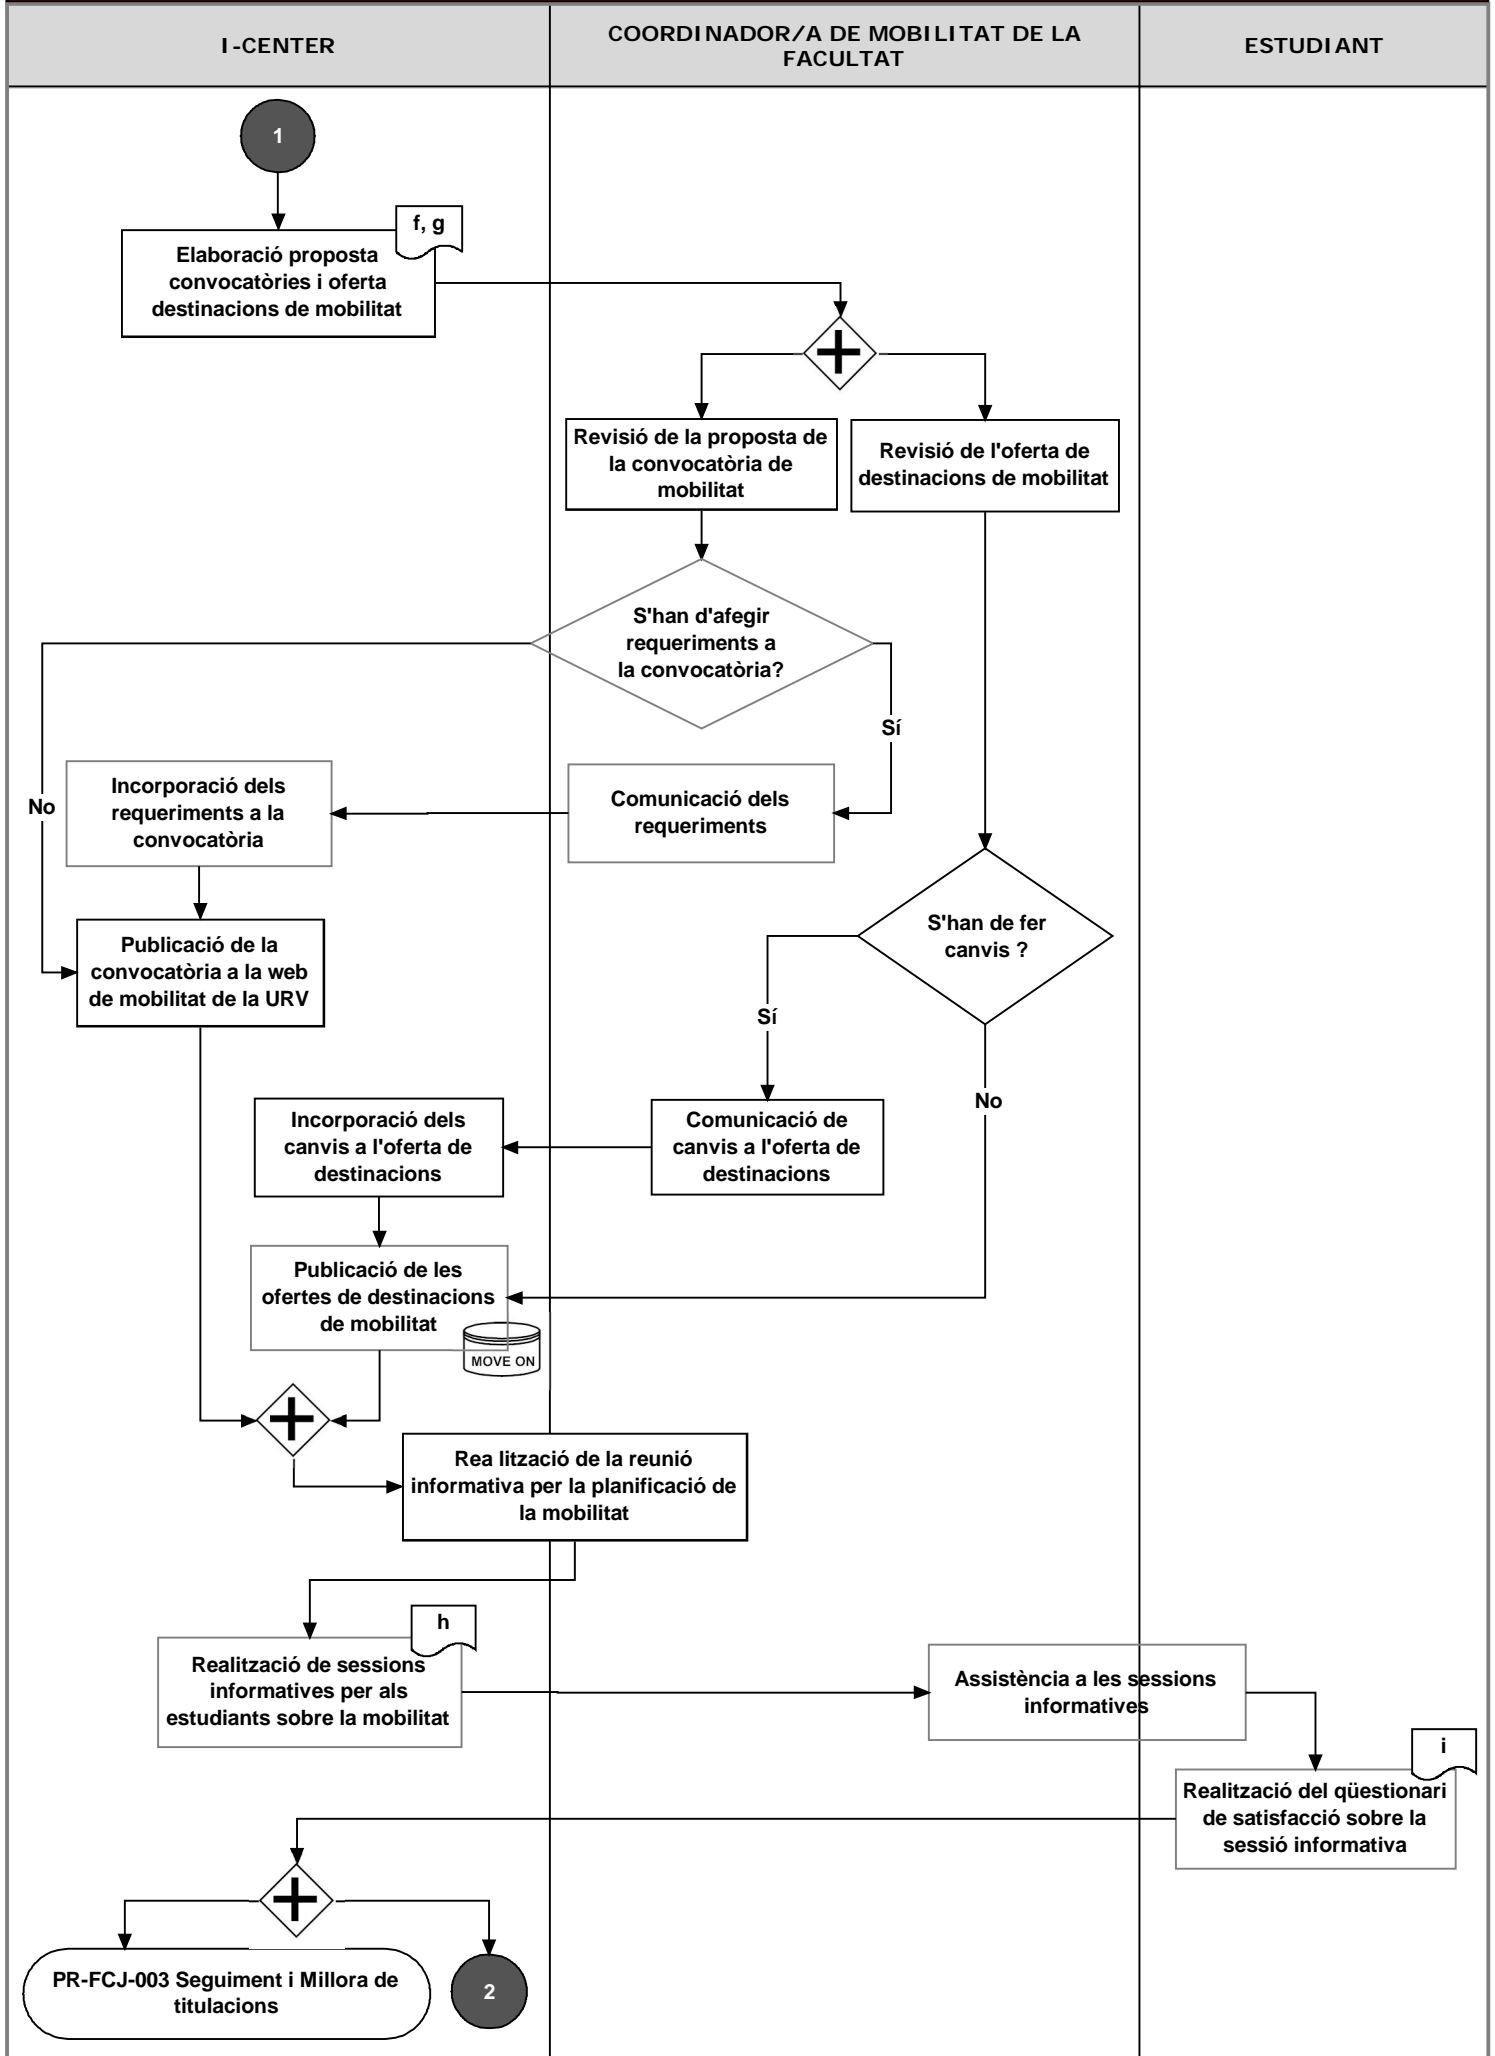 I-CENTER
COORDINADOR/A DE MOBILITAT DE LA
FACULTAT
ESTUDIANT
1
f, g
Elaboració proposta
convocatòries i oferta
destinacions de mobilitat
Revisió de la proposta de
la convocatòria de
mobilitat
Revisió de l'oferta de
destinacions de mobilitat
S'han d'afegir
requeriments a
la convocatòria?
Sí
No
Incorporació dels
requeriments a la
convocatòria
Comunicació dels
requeriments
Publicació de la
convocatòria a la web
de mobilitat de la URV
S'han de fer
canvis ?
Sí
No
Incorporació dels
canvis a l'oferta de
destinacions
Comunicació de
canvis a l'oferta de
destinacions
Publicació de les
ofertes de destinacions
de mobilitat
MOVE ON
Rea lització de la reunió
informativa per la planificació de
la mobilitat
h
Realització de sessions
informatives per als
estudiants sobre la mobilitat
Assistència a les sessions
informatives
i
Realització del qüestionari
de satisfacció sobre la
sessió informativa
PR-FCJ-003 Seguiment i Millora de
titulacions
2